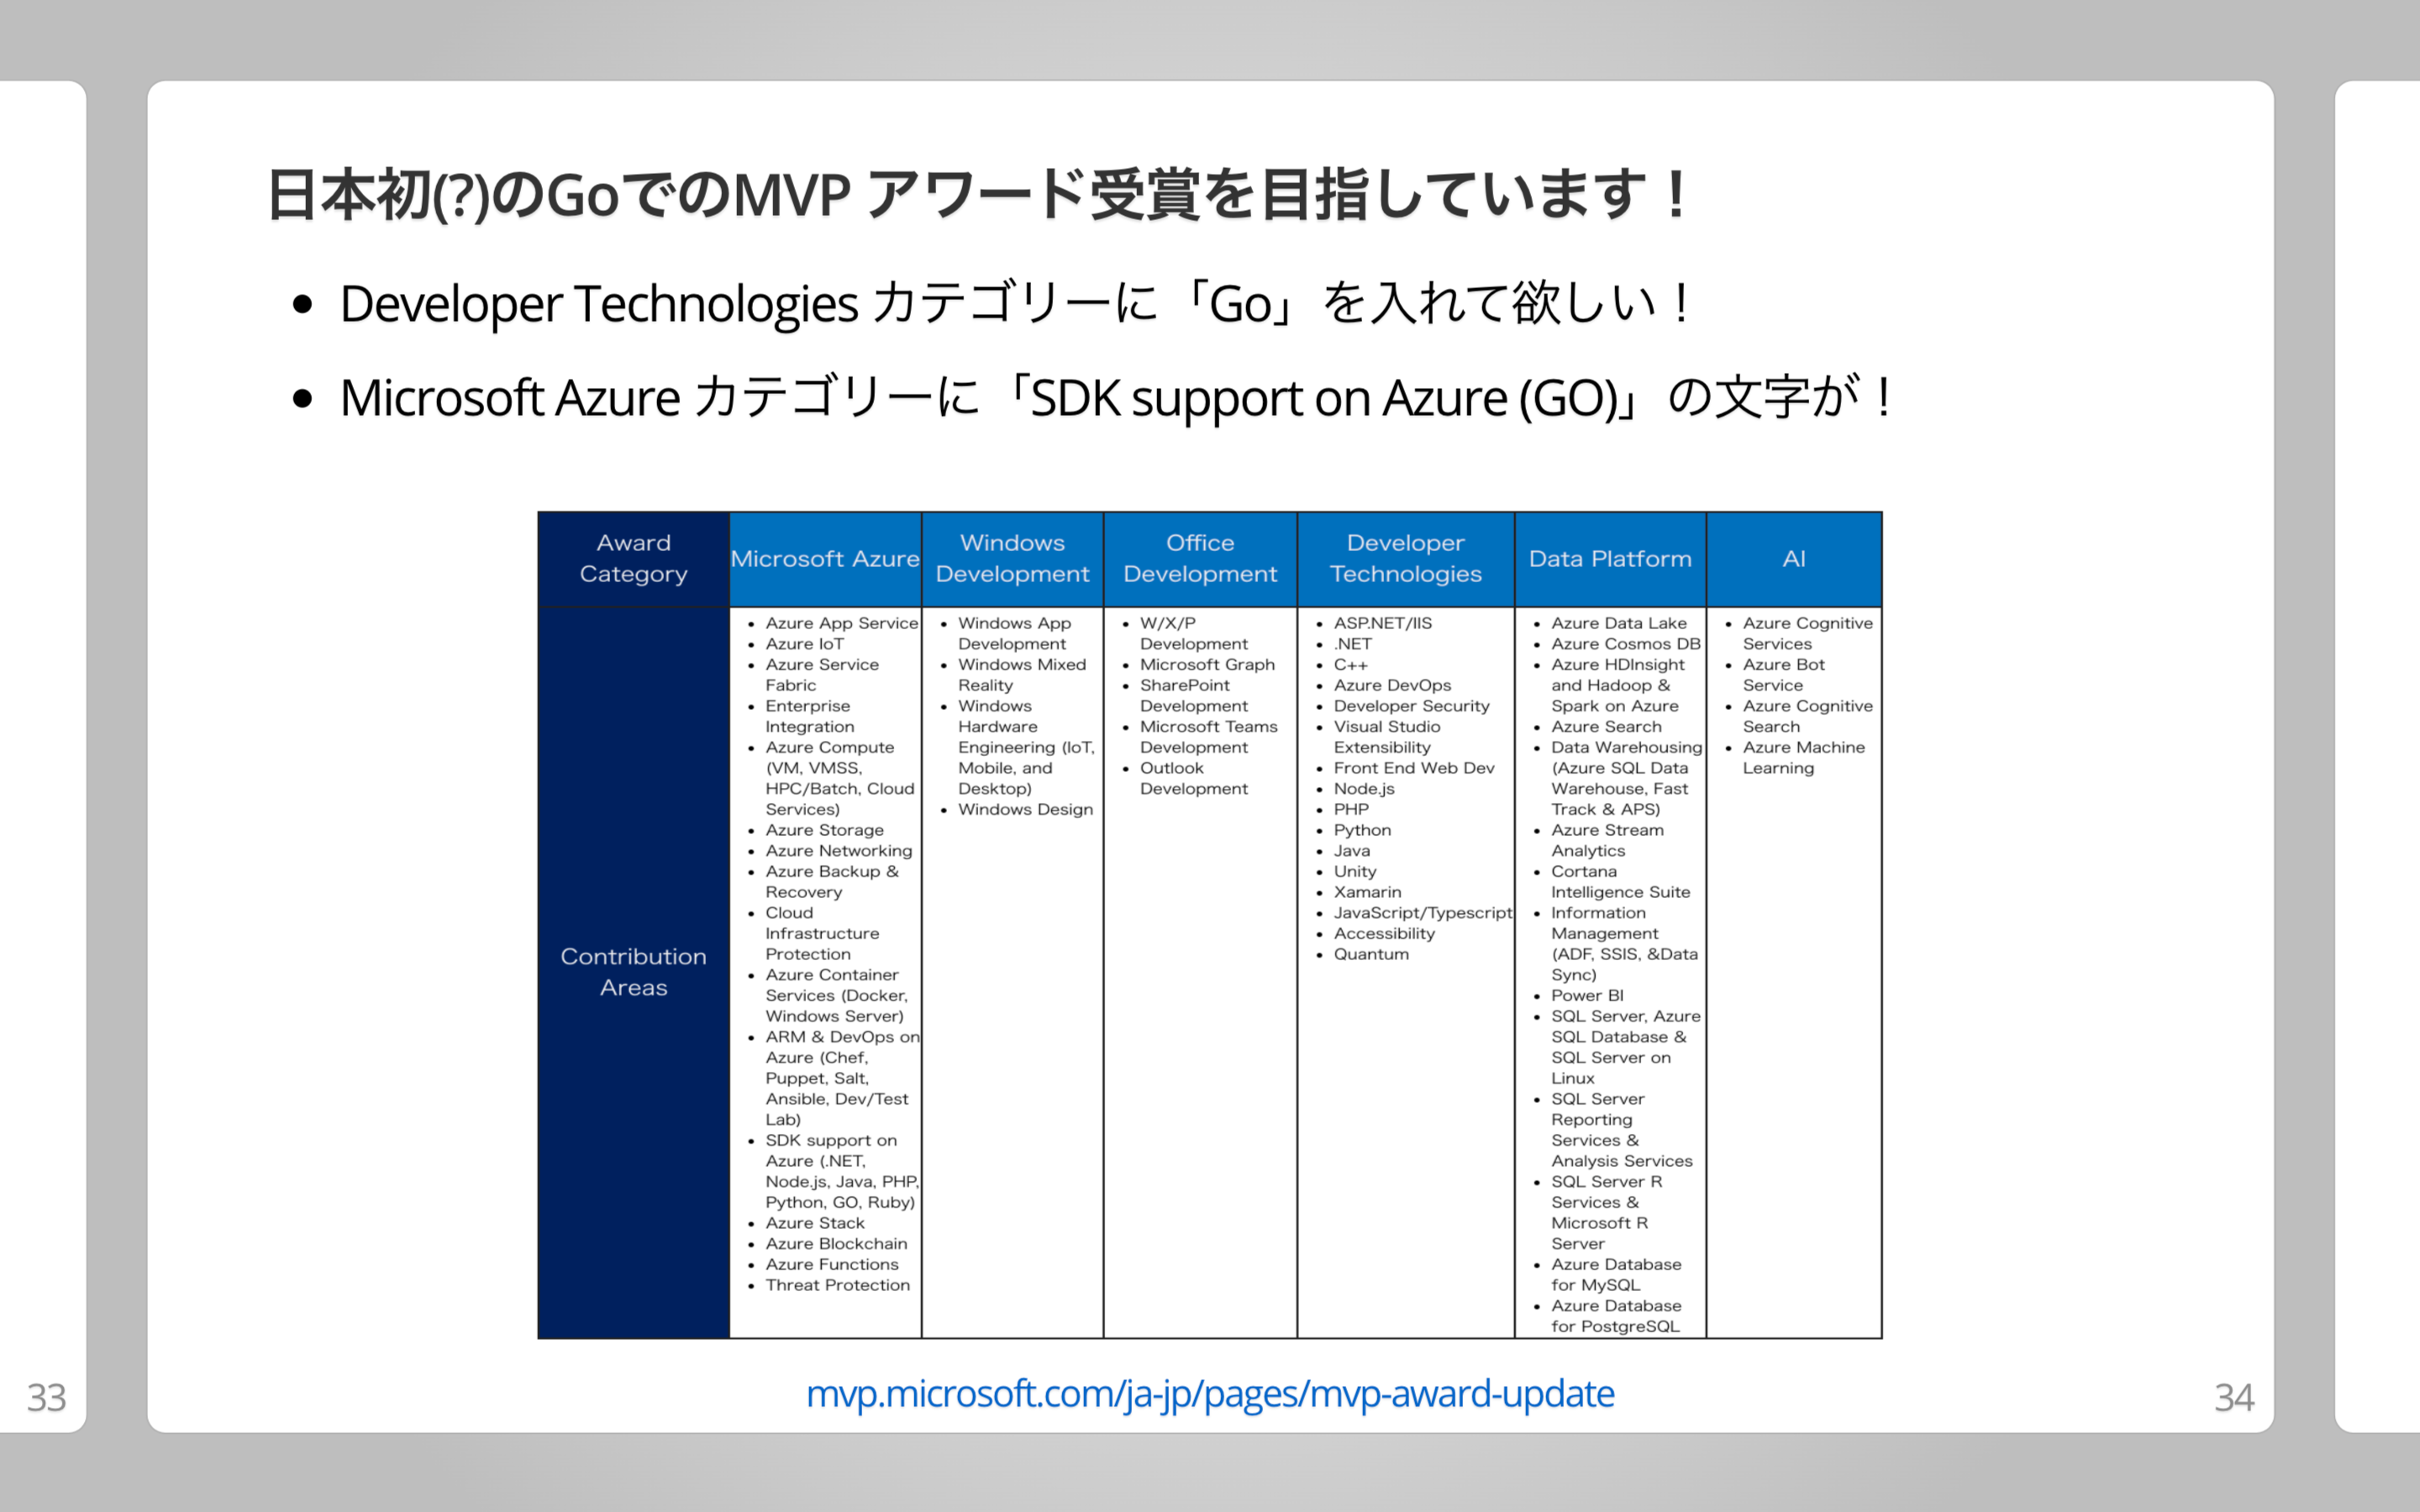 日本初(?)のGoでのMVP アワード受賞を目指しています！
Developer Technologies カテゴリーに「Go」を入れて欲しい！
Microsoft Azure カテゴリーに「SDK support on Azure (GO)」の文字が！
Award
Category
Microsoft Azure
Windows
Development
Office
Development
Developer
Technologies
Data Platform
AI
Contribution
Areas
Azure App Service
Azure IoT
Azure Service
Fabric
Enterprise
Integration
Azure Compute
(VM, VMSS,
HPC/Batch, Cloud
Services)
Azure Storage
Azure Networking
Azure Backup &
Recovery
Cloud
Infrastructure
Protection
Azure Container
Services (Docker,
Windows Server)
ARM & DevOps on
Azure (Chef,
Puppet, Salt,
Ansible, Dev/Test
Lab)
SDK support on
Azure (.NET,
Node.js, Java, PHP,
Python, GO, Ruby)
Azure Stack
Azure Blockchain
Azure Functions
Threat Protection
Windows App
Development
Windows Mixed
Reality
Windows
Hardware
Engineering (IoT,
Mobile, and
Desktop)
Windows Design
W/X/P
Development
Microsoft Graph
SharePoint
Development
Microsoft Teams
Development
Outlook
Development
ASP.NET/IIS
.NET
C++
Azure DevOps
Developer Security
Visual Studio
Extensibility
Front End Web Dev
Node.js
PHP
Python
Java
Unity
Xamarin
JavaScript/Typescript
Accessibility
Quantum
Azure Data Lake
Azure Cosmos DB
Azure HDInsight
and Hadoop &
Spark on Azure
Azure Search
Data Warehousing
(Azure SQL Data
Warehouse, Fast
Track & APS)
Azure Stream
Analytics
Cortana
Intelligence Suite
Information
Management
(ADF, SSIS, &Data
Sync)
Power BI
SQL Server, Azure
SQL Database &
SQL Server on
Linux
SQL Server
Reporting
Services &
Analysis Services
SQL Server R
Services &
Microsoft R
Server
Azure Database
for MySQL
Azure Database
for PostgreSQL
Azure Cognitive
Services
Azure Bot
Service
Azure Cognitive
Search
Azure Machine
Learning
mvp.microsoft.com/ja-jp/pages/mvp-award-update
33
34